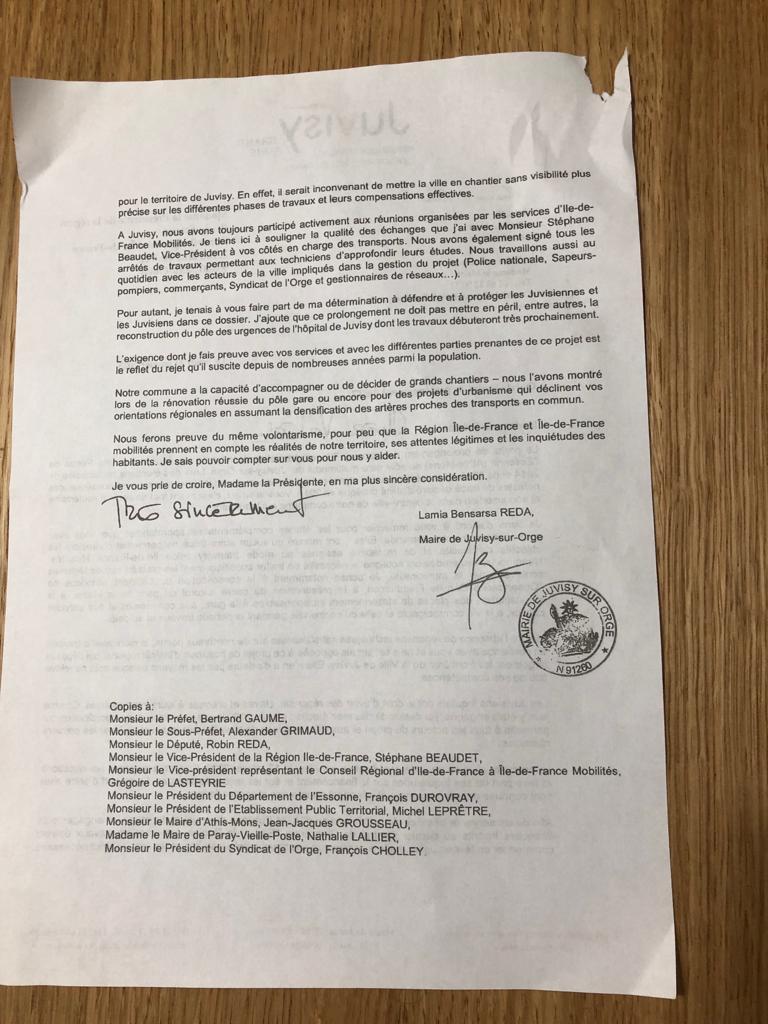 Juvisy
pour le territoire de Juvisy. En effet, il serait inconvenant de mettre la ville en chantier sans visibilité plus
précise sur les différentes phases de travaux et leurs compensations effectives.
A Juvisy, nous avons toujours participé activement aux réunions organisées par les services d'Ile-de-
France Mobilités. Je tiens ici à souligner la qualité des échanges que j'ai avec Monsieur Stéphane
Beaudet, Vice-Président à vos côtés en charge des transports. Nous avons également signé tous les
arrêtés de travaux permettant aux techniciens d'approfondir leurs études. Nous travaillons aussi au
quotidien avec les acteurs de la ville impliqués dans la gestion du projet (Police nationale, Sapeurs-
pompiers, commerçants, Syndicat de l'Orge et gestionnaires de réseaux…).
Pour autant, je tenais à vous faire part de ma détermination à défendre et à protéger les Juvisiennes et
les Juvisiens dans ce dossier. J'ajoute que ce prolongement ne doit pas mettre en péril, entre autres, la
reconstruction du pôle des urgences de l'hôpital de Juvisy dont les travaux débuteront très prochainement.
L'exigence dont je fais preuve avec vos services et avec les différentes parties prenantes de ce projet est
le reflet du rejet qu'il suscite depuis de nombreuses années parmi la population.
Notre commune a la capacité d'accompagner ou de décider de grands chantiers – nous l'avons montré
lors de la rénovation réussie du pôle gare ou encore pour des projets d'urbanisme qui déclinent vos
orientations régionales en assumant la densification des artères proches des transports en commun.
Nous ferons preuve du même volontarisme, pour peu que la Région Île-de-France et Île-de-France
mobilités prennent en compte les réalités de notre territoire, ses attentes légitimes et les inquiétudes des
habitants. Je sais pouvoir compter sur vous pour nous y aider.
Je vous prie de croire, Madame la Présidente, en ma plus sincère considération.
Très sincèrement
Lamia Bensarsa REDA,
Maire de Juvisy-sur-Orge
MAIRIE DE JUVISY SUR ORGE
N 91260
Copies à:
Monsieur le Préfet, Bertrand GAUME,
Monsieur le Sous-Préfet, Alexander GRIMAUD,
Monsieur le Député, Robin REDA,
Monsieur le Vice-Président de la Région Ile-de-France, Stéphane BEAUDET,
Monsieur le Vice-président représentant le Conseil Régional d'Ile-de-France à Île-de-France Mobilités,
Grégoire de LASTEYRIE
Monsieur le Président du Département de l'Essonne, François DUROVRAY,
Monsieur le Président de l'Etablissement Public Territorial, Michel LEPRÊTRE,
Monsieur le Maire d'Athis-Mons, Jean-Jacques GROUSSEAU,
Madame le Maire de Paray-Vieille-Poste, Nathalie LALLIER,
Monsieur le Président du Syndicat de l'Orge, François CHOLLEY